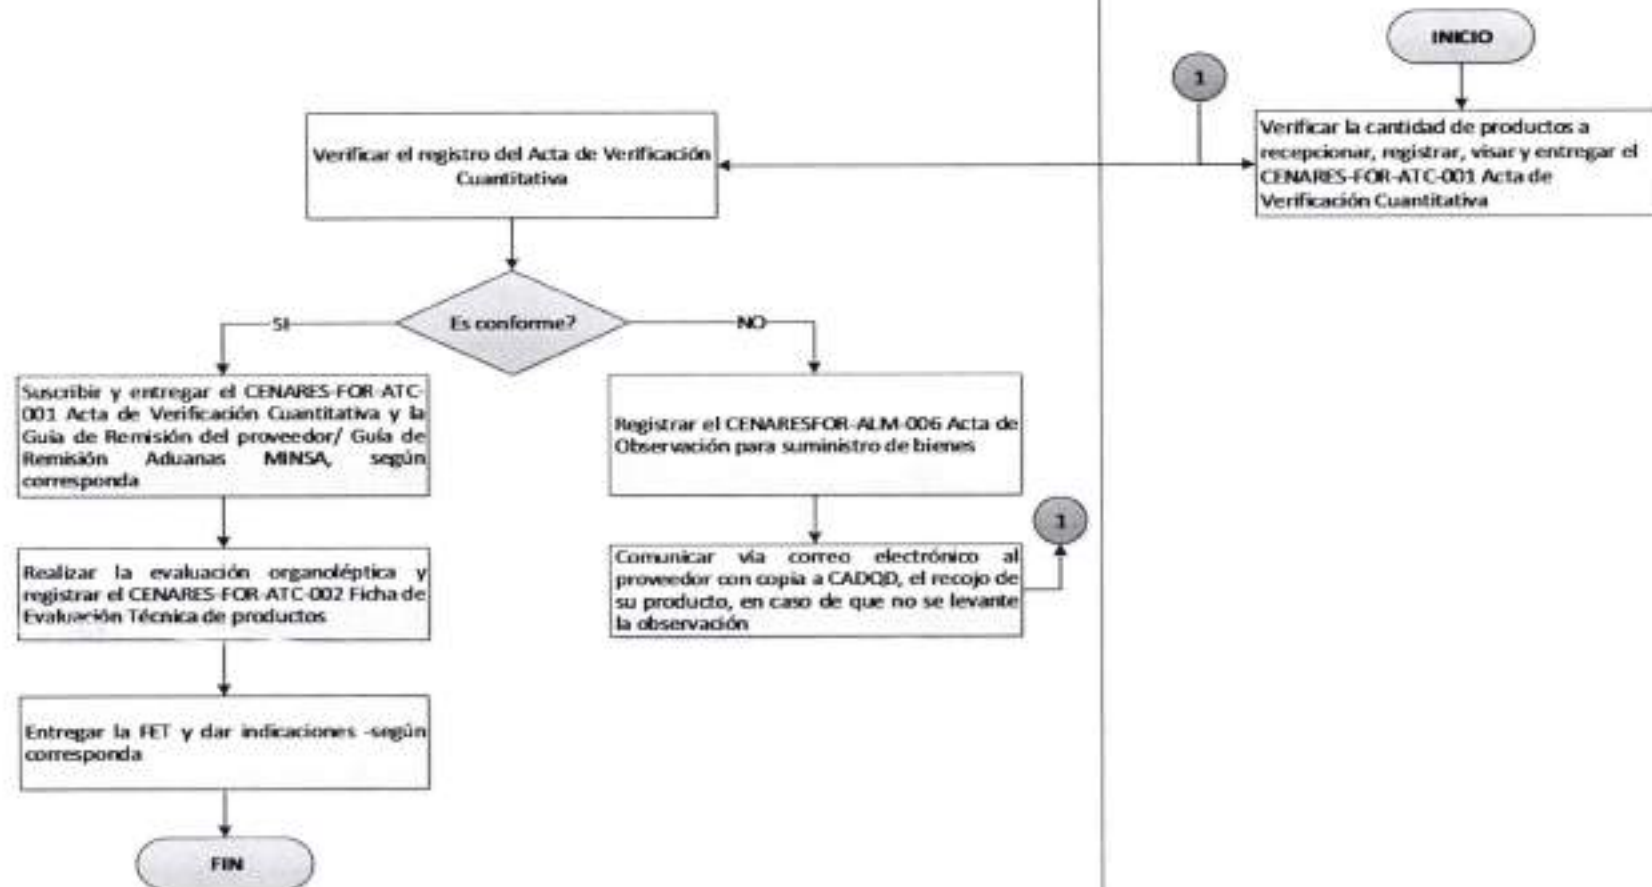 INICIO
1
Verificar la cantidad de productos a
recepcionar, registrar, visar y entregar el
CENARES-FOR-ATC-001 Acta de
Verificación Cuantitativa
Verificar el registro del Acta de Verificación
Cuantitativa
Es conforme?
SI
NO
Suscribir y entregar el CENARES-FOR-ATC-
001 Acta de Verificación Cuantitativa y la
Guía de Remisión del proveedor/ Guía de
Remisión Aduanas MINSA, según
corresponda
Registrar el CENARESFOR-ALM-006 Acta de
Observación para suministro de bienes
1
Realizar la evaluación organoléptica y
registrar el CENARES-FOR-ATC-002 Ficha de
Evaluación Técnica de productos
Comunicar vía correo electrónico al
proveedor con copia a CADQD, el recojo de
su producto, en caso de que no se levante
la observación
Entregar la FET y dar indicaciones -según
corresponda
FIN